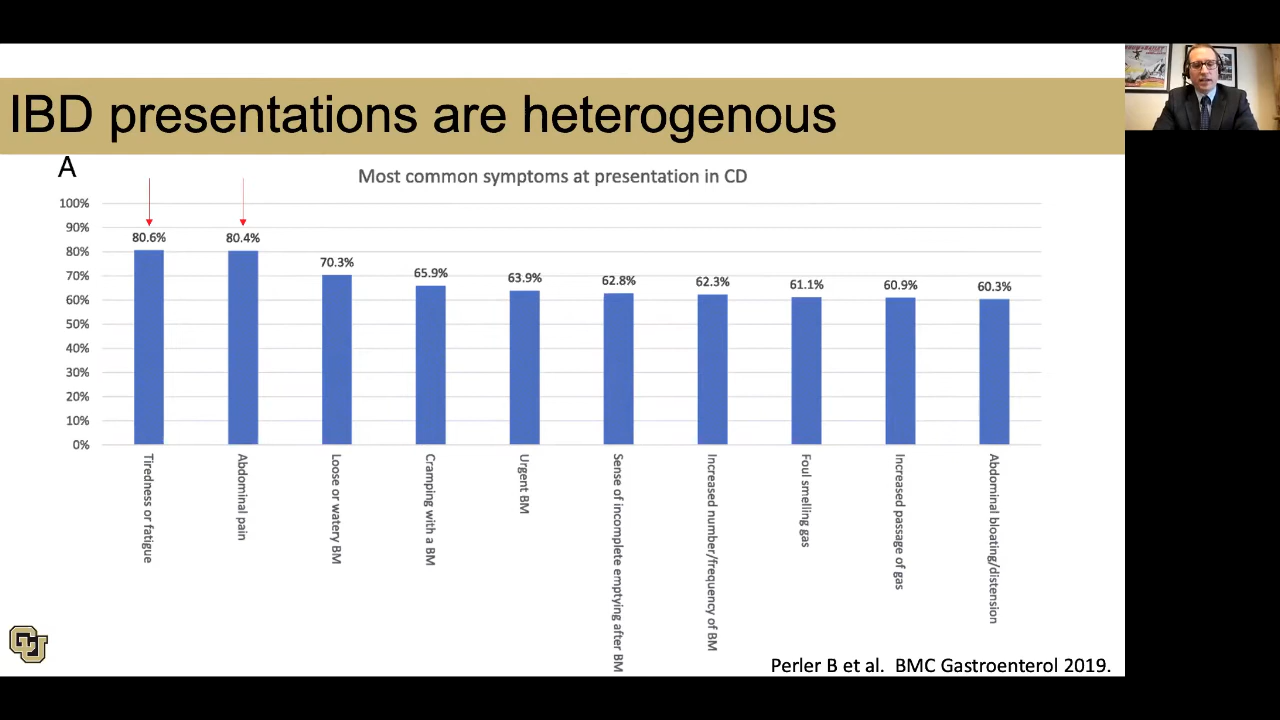 IBD presentations are heterogenous
A
Most common symptoms at presentation in CD
100%
90%
80%
70%
60%
50%
40%
30%
20%
10%
0%
80.6%
80.4%
70.3%
65.9%
63.9%
62.8%
62.3%
61.1%
60.9%
60.3%
Tiredness or fatigue
Abdominal pain
Loose or watery BM
Cramping with a BM
Urgent BM
Sense of incomplete emptying after BM
Increased number/frequency of BM
Foul smelling gas
Increased passage of gas
Abdominal bloating/distension
CU
Perler B et al. BMC Gastroenterol 2019.